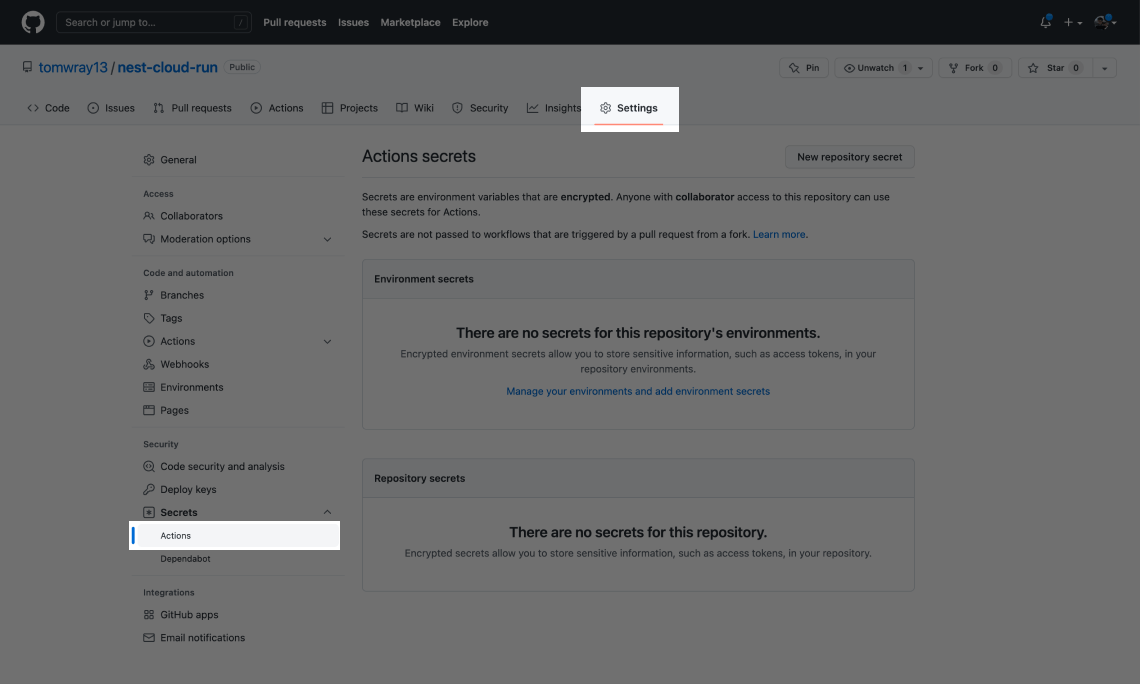 Search or jump to... /
Pull requests Issues Marketplace Explore
tomwray13 / nest-cloud-run Public
Pin Unwatch 1 Fork 0 Star 0
Code Issues Pull requests Actions Projects Wiki Security Insights Settings
General
Access
Collaborators
Moderation options
Code and automation
Branches
Tags
Actions
Webhooks
Environments
Pages
Security
Code security and analysis
Deploy keys
Secrets
Actions
Dependabot
Integrations
GitHub apps
Email notifications
Actions secrets
New repository secret
Secrets are environment variables that are encrypted. Anyone with collaborator access to this repository can use
these secrets for Actions.
Secrets are not passed to workflows that are triggered by a pull request from a fork. Learn more.
Environment secrets
There are no secrets for this repository's environments.
Encrypted environment secrets allow you to store sensitive information, such as access tokens, in your
repository environments.
Manage your environments and add environment secrets
Repository secrets
There are no secrets for this repository.
Encrypted secrets allow you to store sensitive information, such as access tokens, in your repository.